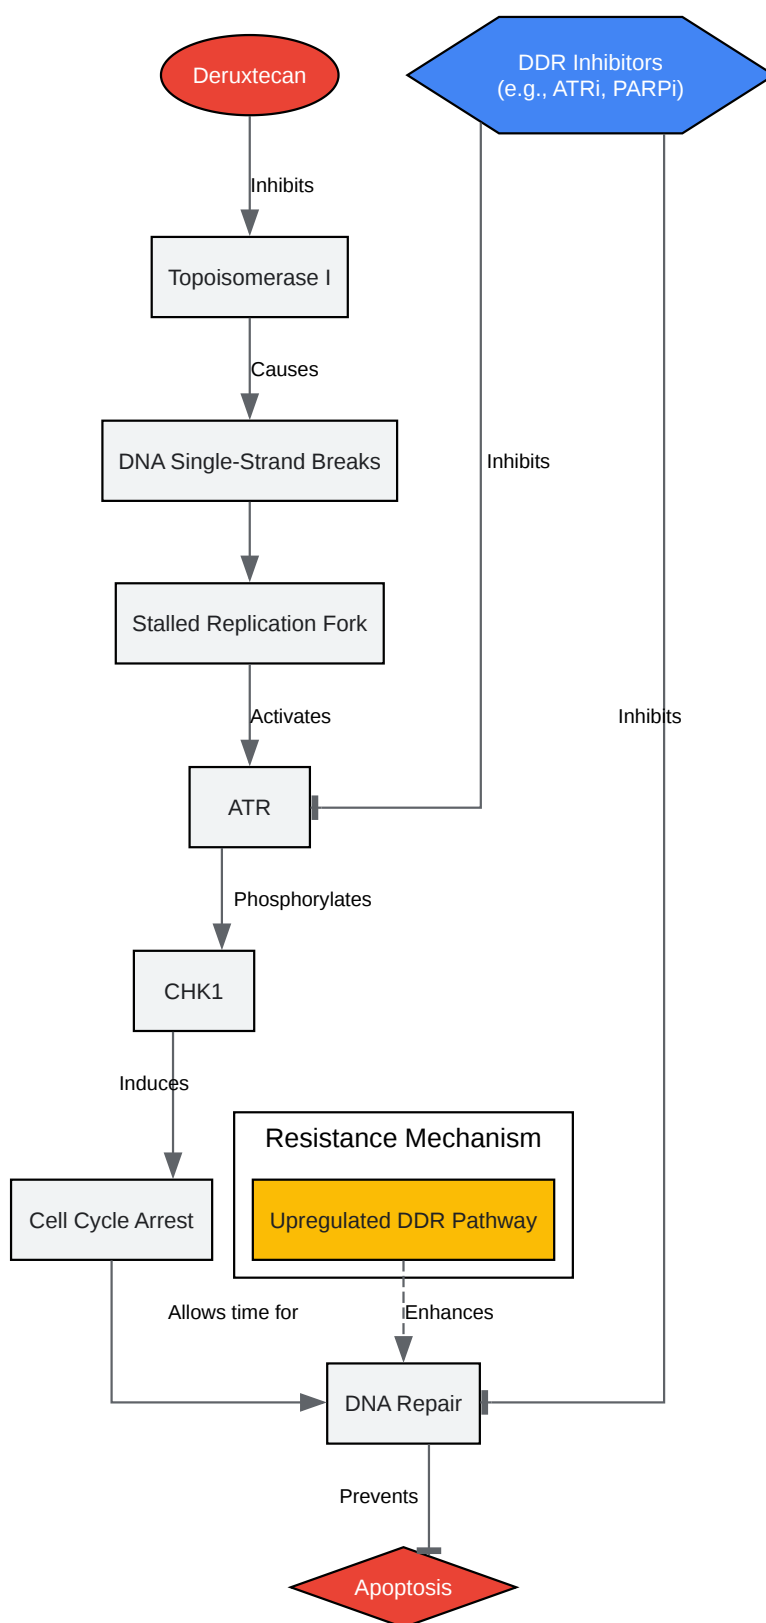 Deruxtecan
DDR Inhibitors
(e.g., ATRi, PARPi)
Inhibits
Topoisomerase I
Causes
DNA Single-Strand Breaks
Inhibits
Stalled Replication Fork
Activates
Inhibits
ATR
Phosphorylates
CHK1
Induces
Resistance Mechanism
Cell Cycle Arrest
Upregulated DDR Pathway
Allows time for
Enhances
DNA Repair
Prevents
Apoptosis